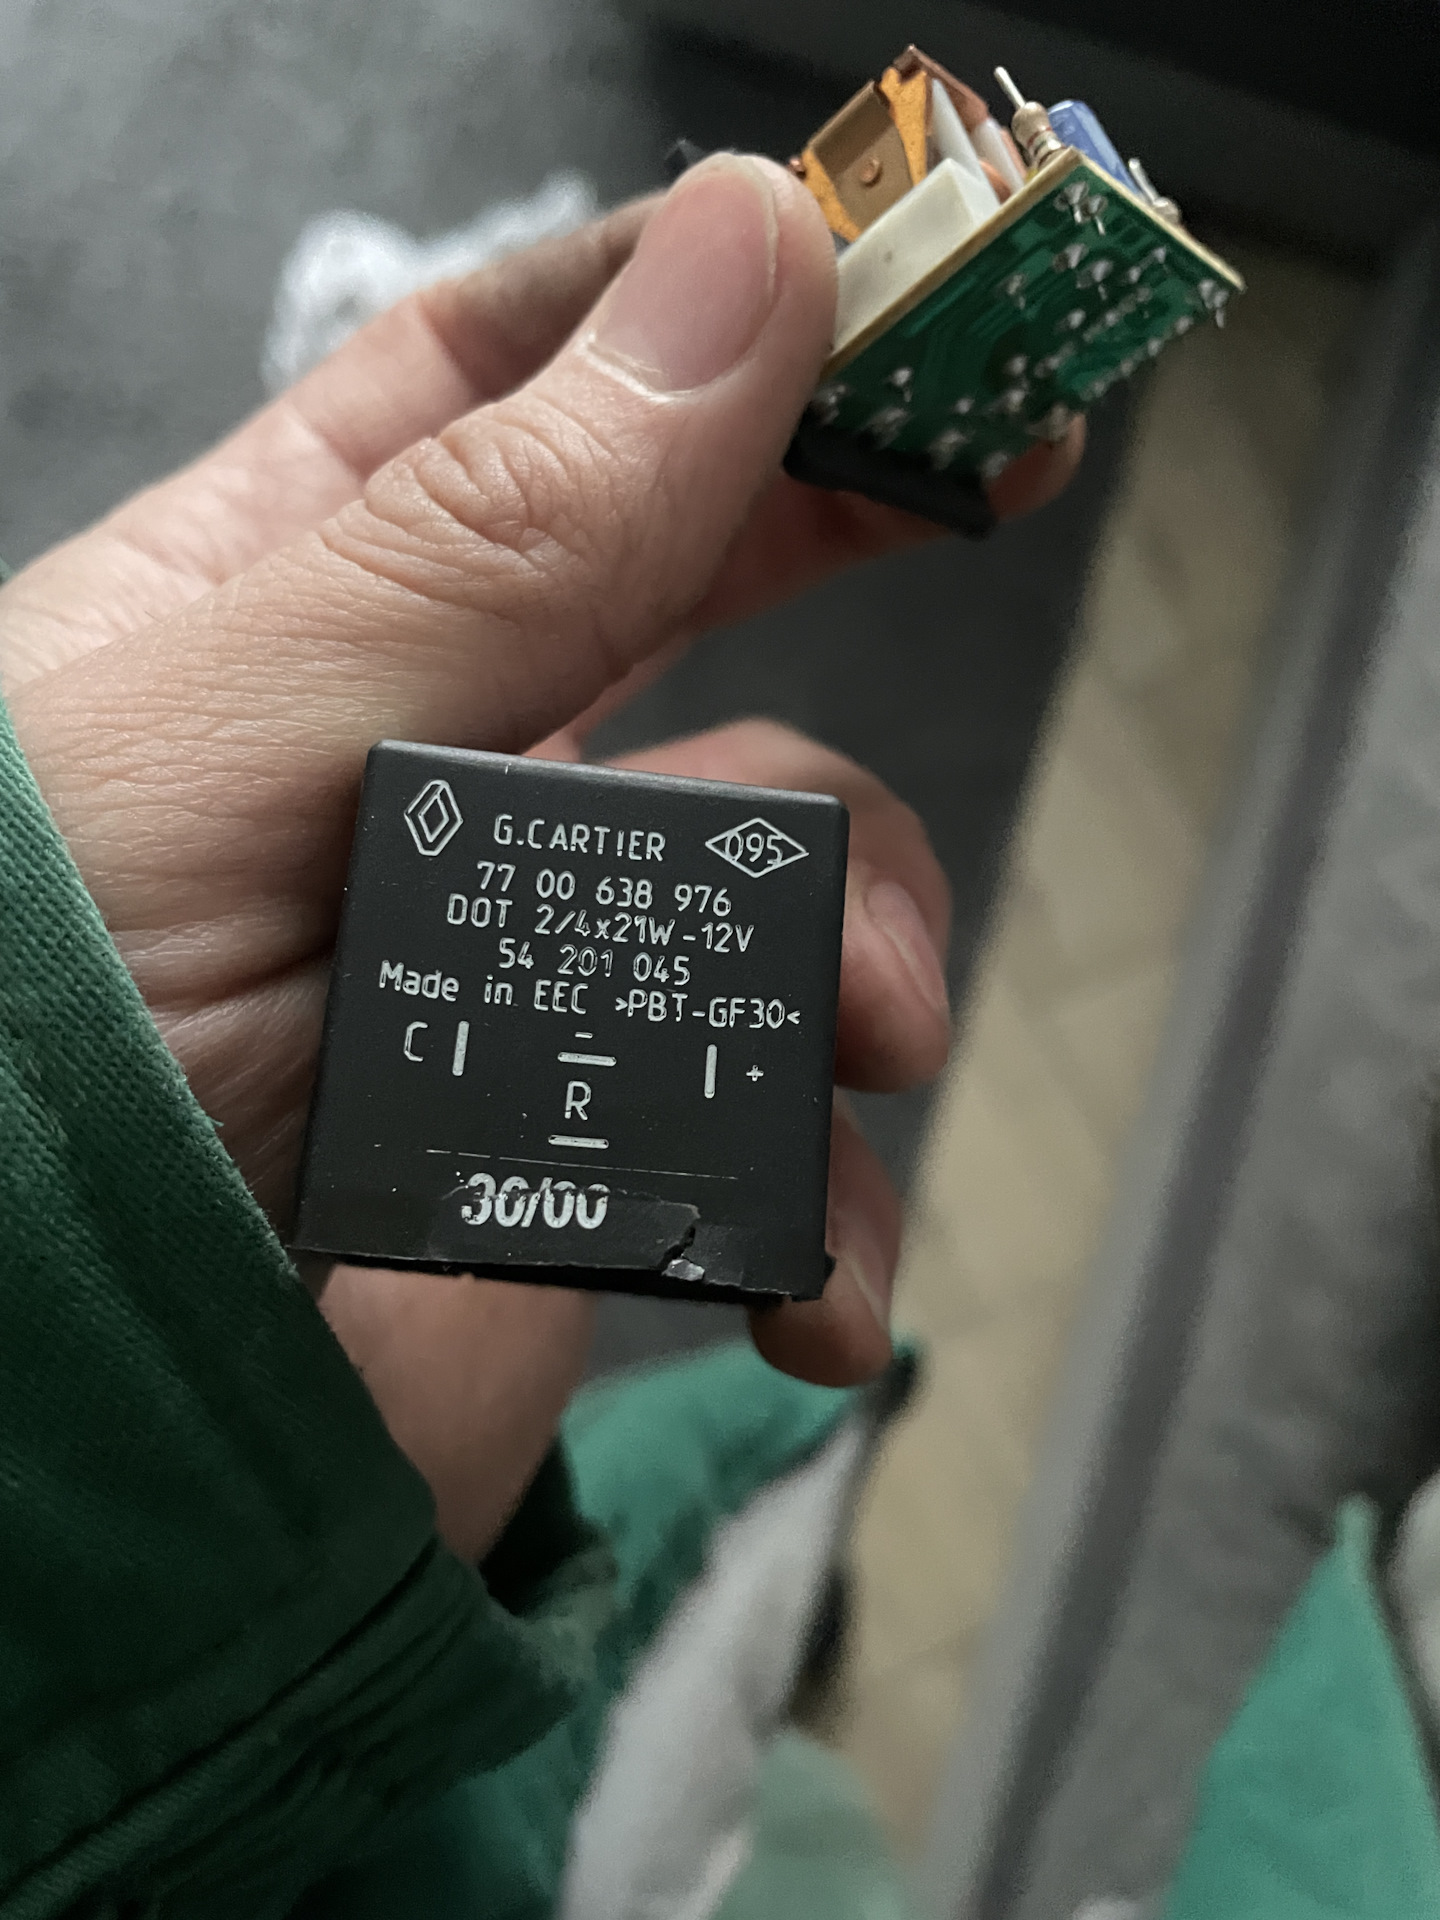 G.CARTIER 095
77 00 638 976
DOT 2/4x21W-12V
54 201 045
Made in EEC >PBT-GF30<
C - +
R
30/00